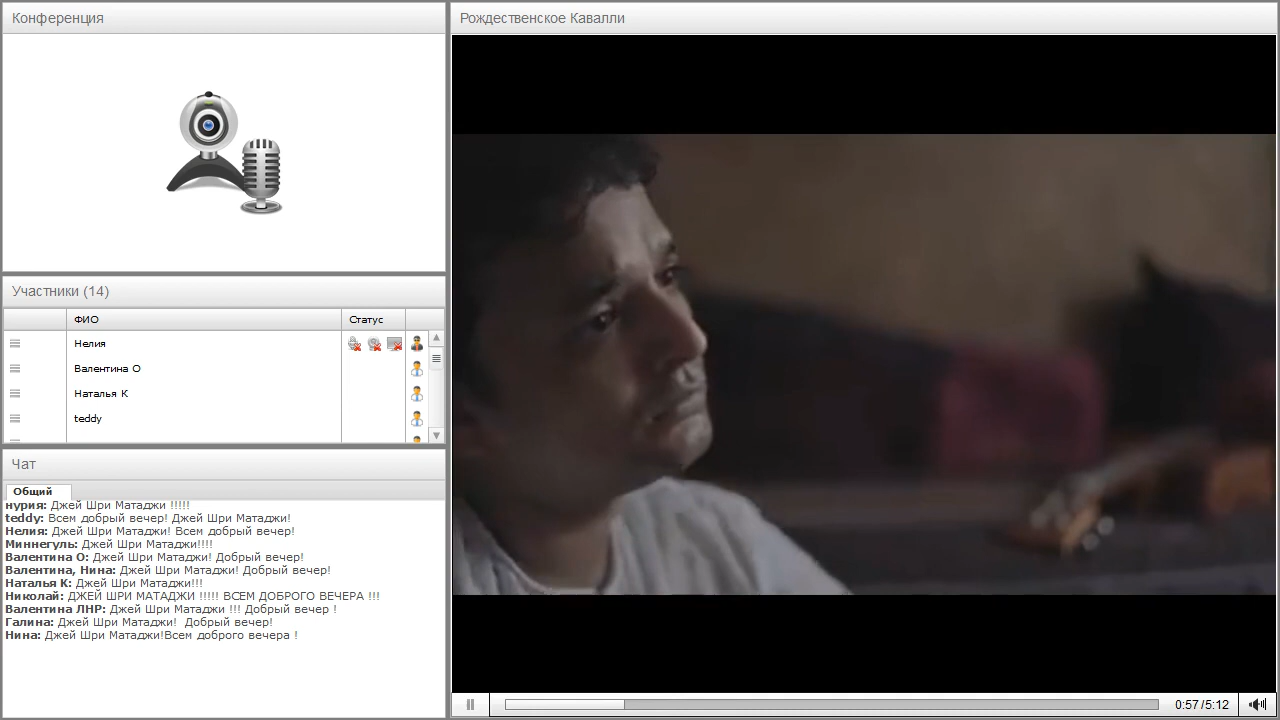 Конференция
Рождественское Кавалли
Участники (14)
ФИО Статус
Нелия
Валентина О
Наталья К
teddy
Чат
Общий
нурия: Джей Шри Матаджи !!!!!
teddy: Всем добрый вечер! Джей Шри Матаджи!
Нелия: Джей Шри Матаджи! Всем добрый вечер!
Миннегуль: Джей Шри Матаджи!!!!
Валентина О: Джей Шри Матаджи! Добрый вечер!
Валентина, Нина: Джей Шри Матаджи! Добрый вечер!
Наталья К: Джей Шри Матаджи!!!
Николай: ДЖЕЙ ШРИ МАТАДЖИ !!!!! ВСЕМ ДОБРОГО ВЕЧЕРА !!!
Валентина ЛНР: Джей Шри Матаджи !!! Добрый вечер !
Галина: Джей Шри Матаджи!  Добрый вечер!
Нина: Джей Шри Матаджи!Всем доброго вечера !
0:57/5:12